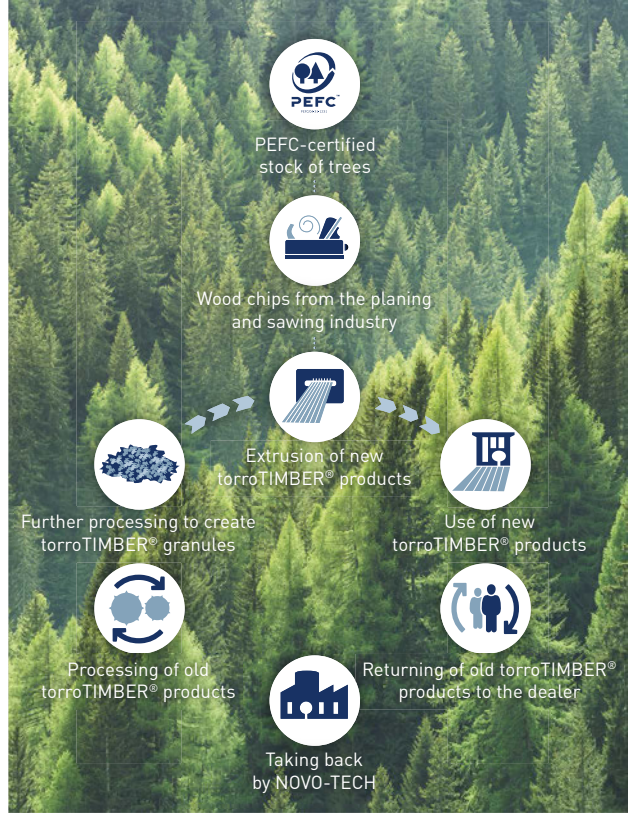 PEFC™
PEFC-certified
stock of trees
Wood chips from the planing
and sawing industry
Extrusion of new
torroTIMBER® products
Further processing to create
torroTIMBER® granules
Use of new
torroTIMBER® products
Processing of old
torroTIMBER® products
Returning of old torroTIMBER®
products to the dealer
Taking back
by NOVO-TECH